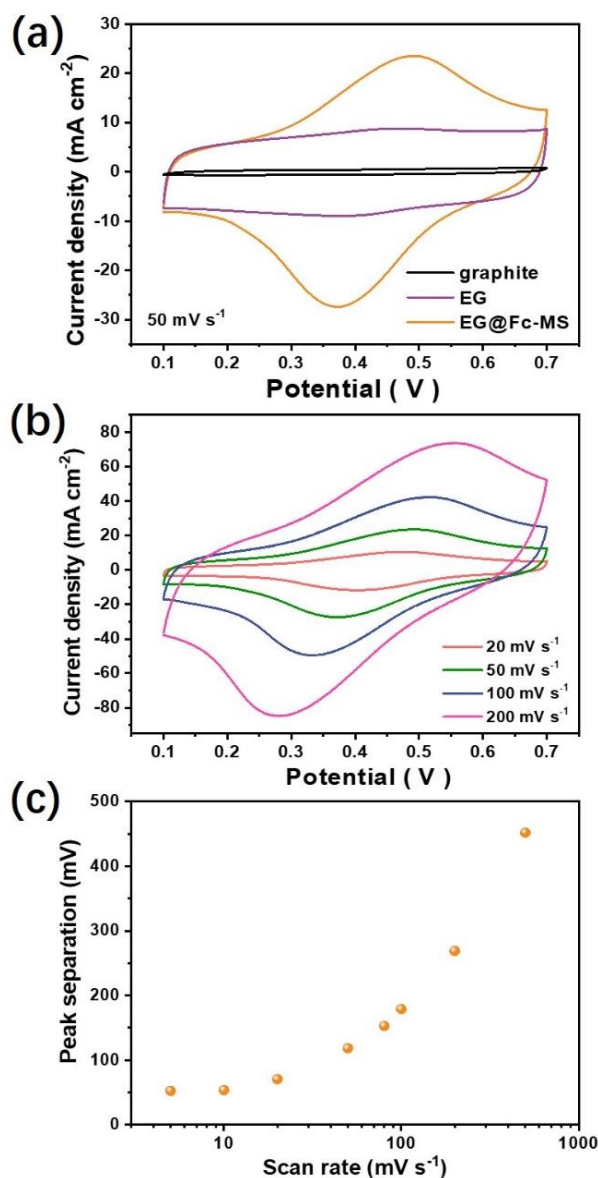 (a)
30
20
10
0
-10
-20
-30
Current density (mA cm⁻²)
50 mV s⁻¹
graphite
EG
EG@Fc-MS
0.1 0.2 0.3 0.4 0.5 0.6 0.7
Potential ( V )
(b)
80
60
40
20
0
-20
-40
-60
-80
Current density (mA cm⁻²)
20 mV s⁻¹
50 mV s⁻¹
100 mV s⁻¹
200 mV s⁻¹
0.1 0.2 0.3 0.4 0.5 0.6 0.7
Potential ( V )
(c)
500
400
300
200
100
0
Peak separation (mV)
10 100 1000
Scan rate (mV s⁻¹)